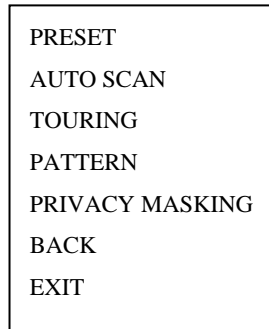 PRESET
AUTO SCAN
TOURING
PATTERN
PRIVACY MASKING
BACK
EXIT